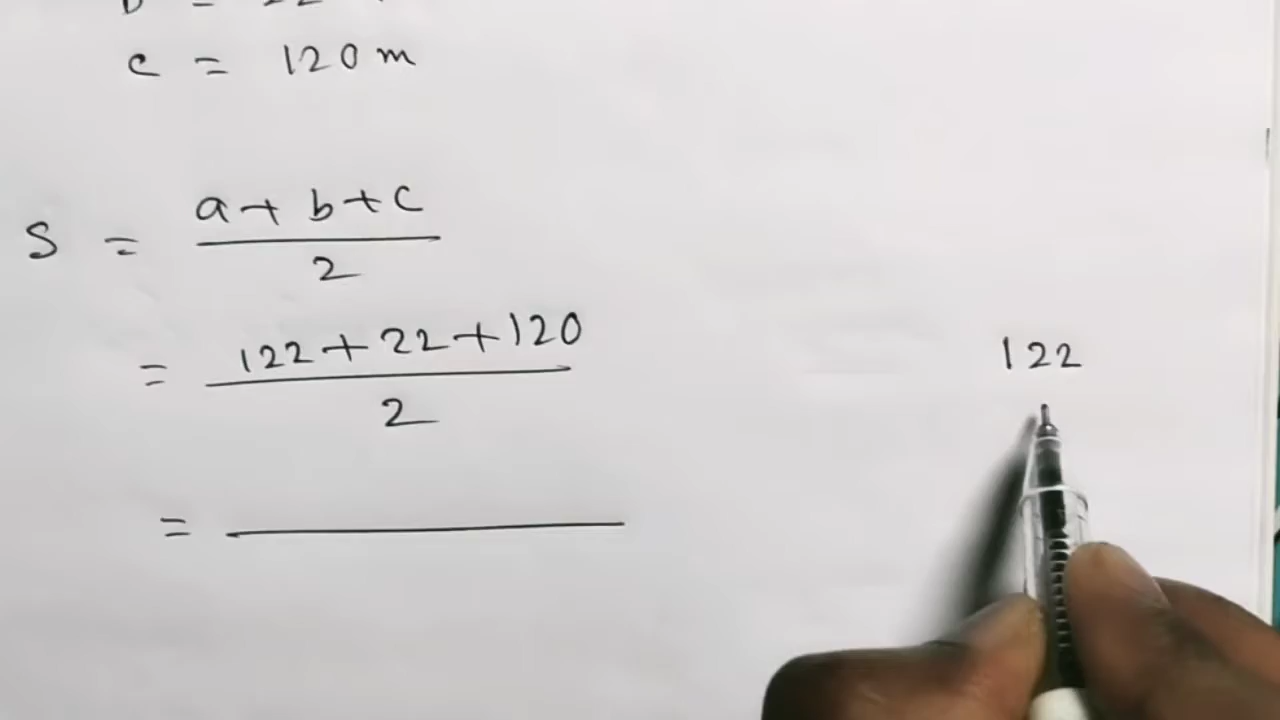 c = 120 m
S = a + b + c
2
= 122 + 22 + 120
2
122
=